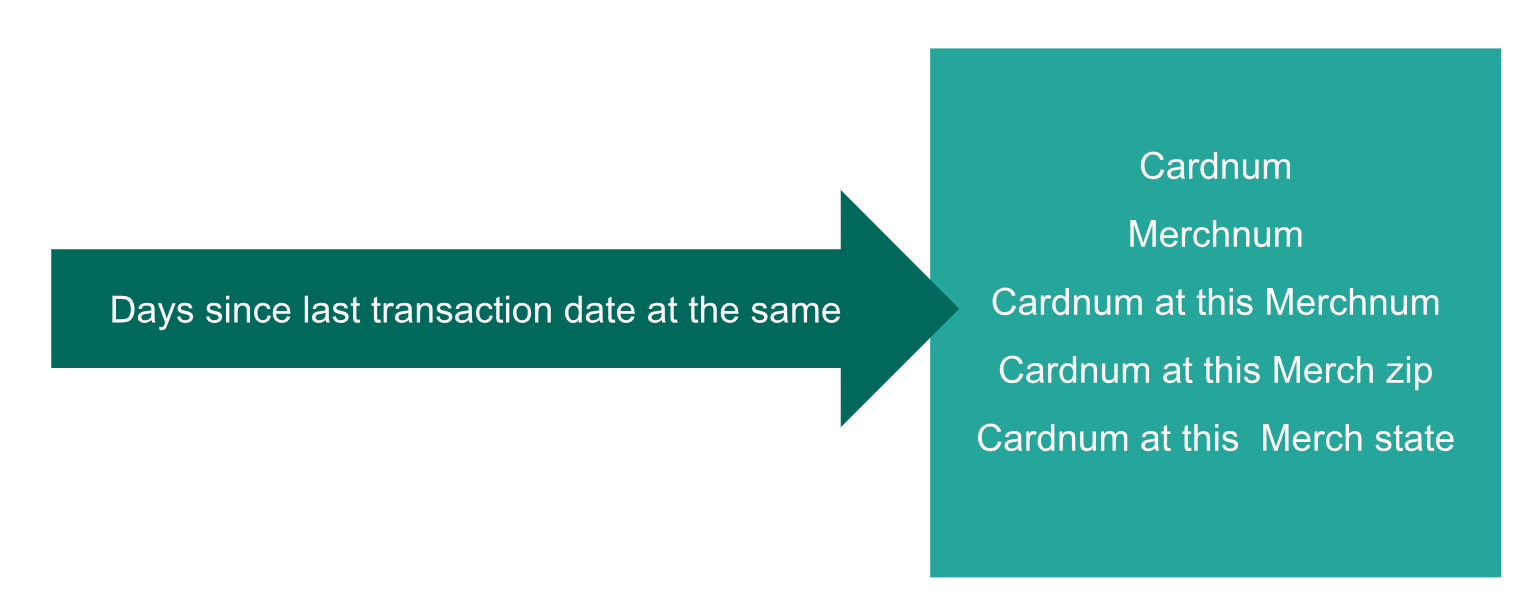 Days since last transaction date at the same
Cardnum
Merchnum
Cardnum at this Merchnum
Cardnum at this Merch zip
Cardnum at this  Merch state